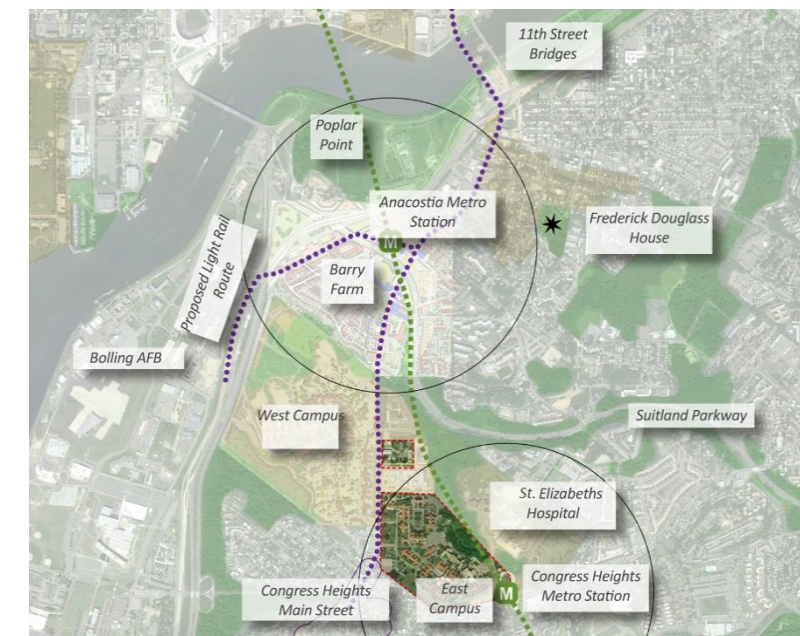 11th Street
Bridges
Poplar
Point
Anacostia Metro
Station
M
Frederick Douglass
House
Proposed Light Rail
Route
Barry
Farm
Bolling AFB
West Campus
Suitland Parkway
St. Elizabeths
Hospital
Congress Heights
Main Street
East
Campus
M
Congress Heights
Metro Station